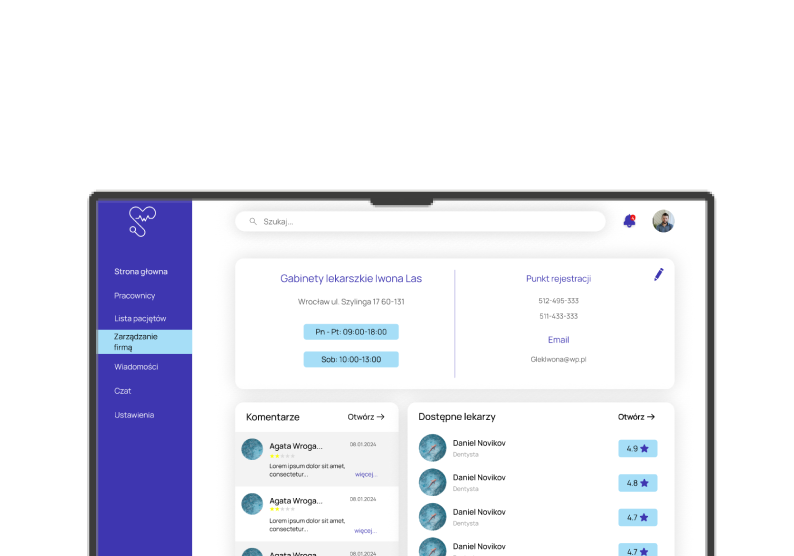 Szukaj...
Strona głowna
Pracownicy
Lista pacjętów
Zarządzanie
firmą
Wiadomości
Czat
Ustawienia
Gabinety lekarszkie Iwona Las
Wrocław ul. Szylinga 17 60-131
Pn - Pt: 09:00-18:00
Sob: 10:00-13:00
Punkt rejestracji
512-495-333
511-433-333
Email
GlekIwona@wp.pl
Komentarze
Otwórz →
Agata Wroga...
08.01.2024
Lorem ipsum dolor sit amet,
consectetur...
więcej...
Agata Wroga...
08.01.2024
Lorem ipsum dolor sit amet,
consectetur...
więcej...
Agata Wroga...
08.01.2024
Dostępne lekarzy
Otwórz →
Daniel Novikov
Dentysta
4.9
Daniel Novikov
Dentysta
4.8
Daniel Novikov
Dentysta
4.7
Daniel Novikov
4.7